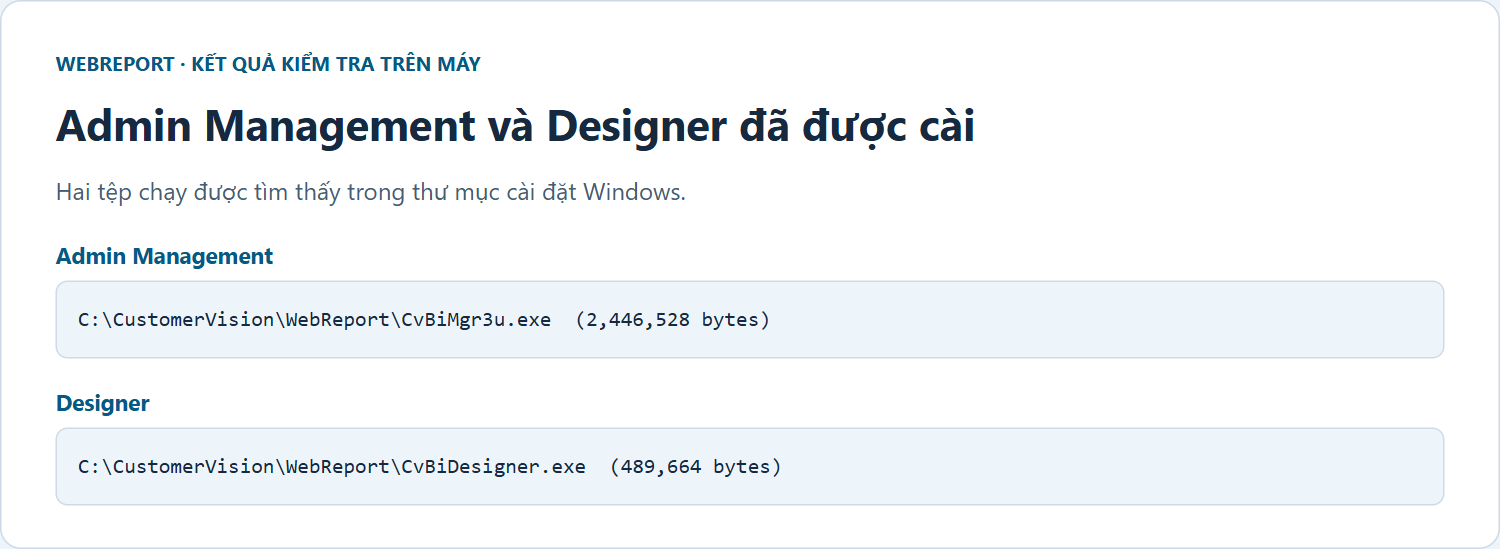 WEBREPORT · KẾT QUẢ KIỂM TRA TRÊN MÁY
Admin Management và Designer đã được cài
Hai tệp chạy được tìm thấy trong thư mục cài đặt Windows.
Admin Management
C:\CustomerVision\WebReport\CvBiMgr3u.exe  (2,446,528 bytes)
Designer
C:\CustomerVision\WebReport\CvBiDesigner.exe  (489,664 bytes)